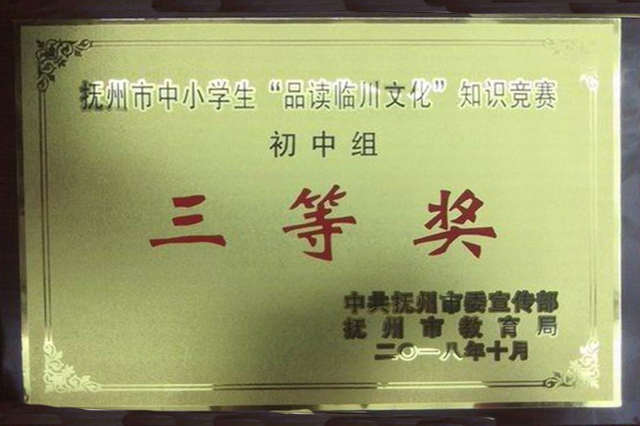 抚州市中小学生“品读临川文化”知识竞赛
初中组
三等奖
中共抚州市委宣传部
抚州市教育局
二〇一八年十月